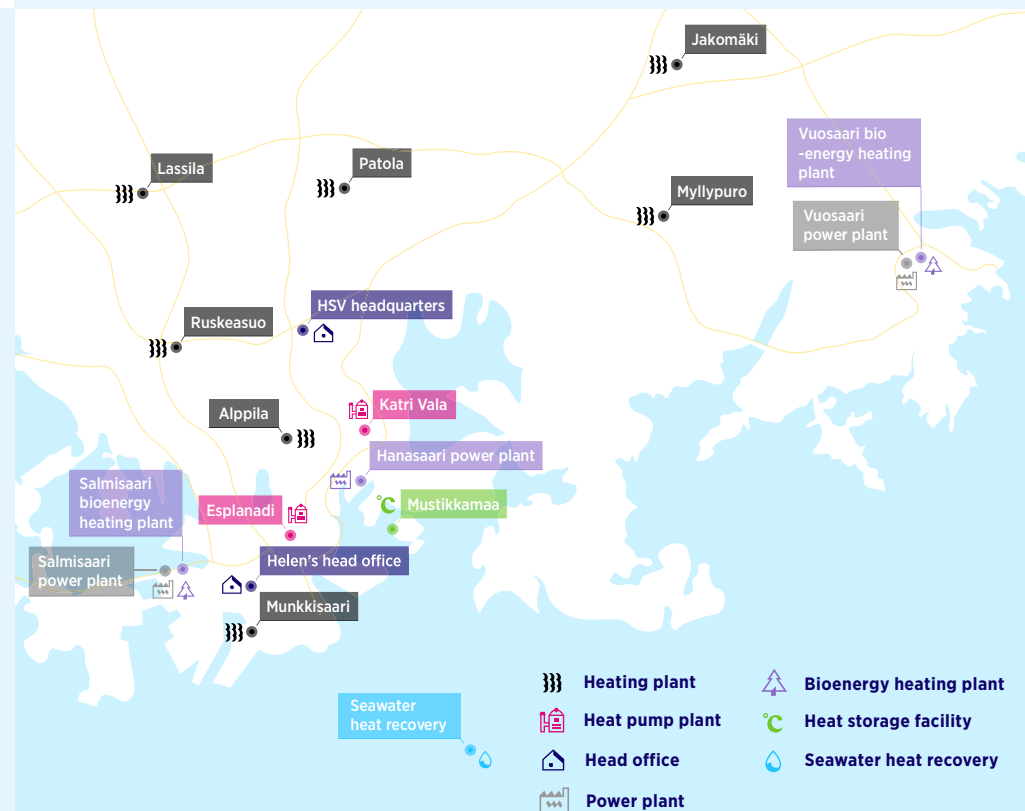 Jakomäki
Vuosaari bio
-energy heating
plant
Lassila
Patola
Myllypuro
Vuosaari
power plant
HSV headquarters
Ruskeasuo
Katri Vala
Alppila
Hanasaari power plant
Salmisaari
bioenergy
heating plant
Esplanadi
°C
Mustikkamaa
Salmisaari
power plant
Helen's head office
Munkkisaari
Seawater
heat recovery
Heating plant
Bioenergy heating plant
Heat pump plant
°C
Heat storage facility
Head office
Seawater heat recovery
Power plant